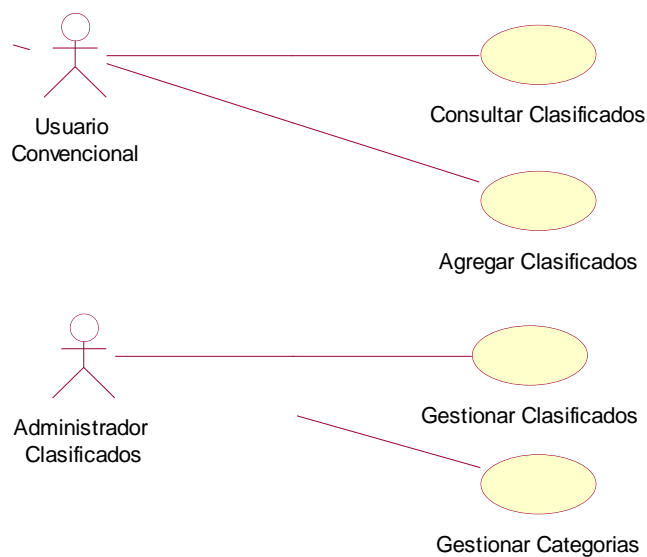 Usuario
Convencional
Consultar Clasificados
Agregar Clasificados
Administrador
Clasificados
Gestionar Clasificados
Gestionar Categorias